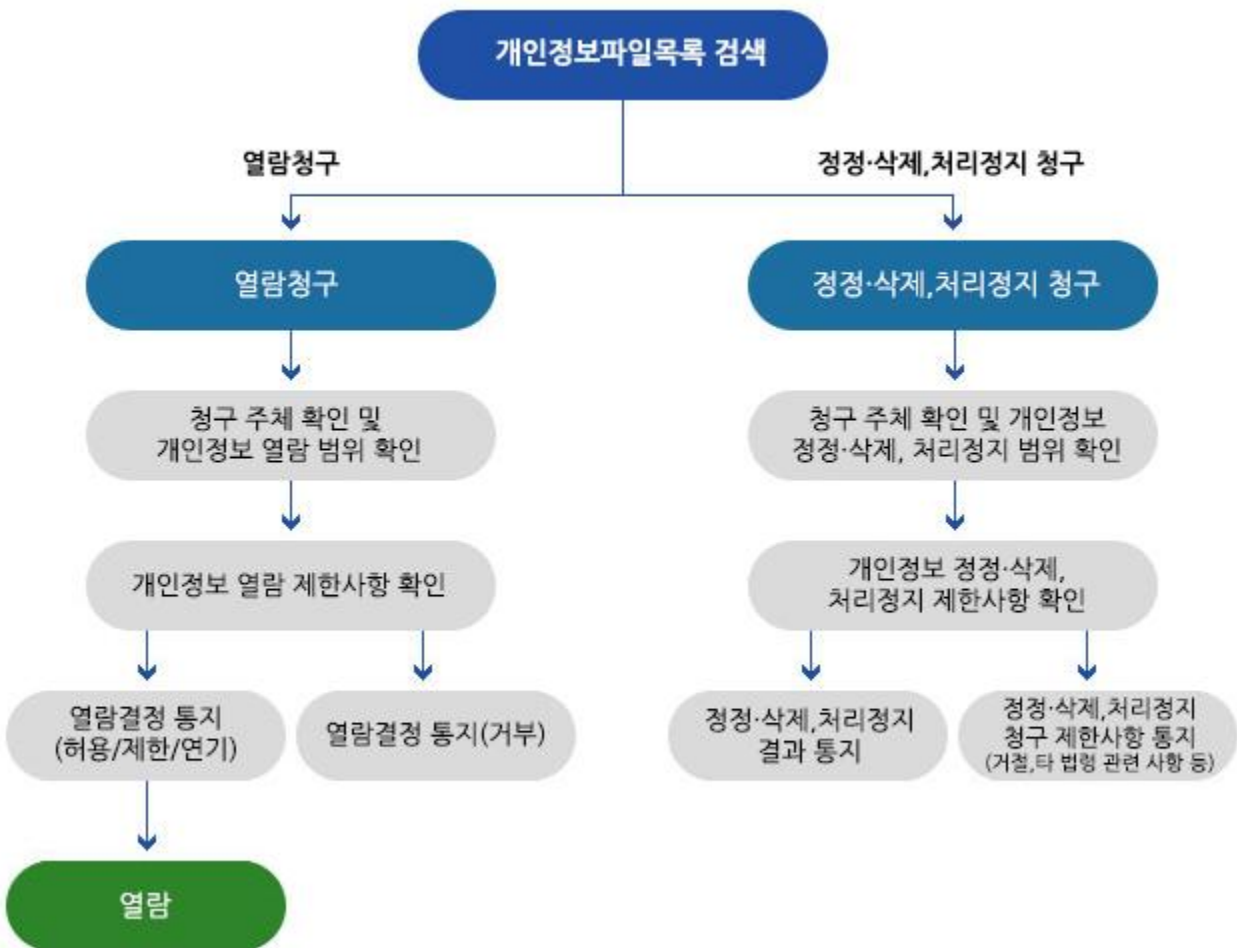 개인정보파일목록 검색
열람청구
정정·삭제,처리정지 청구
열람청구
정정·삭제,처리정지 청구
청구 주체 확인 및
개인정보 열람 범위 확인
청구 주체 확인 및 개인정보
정정·삭제, 처리정지 범위 확인
개인정보 열람 제한사항 확인
개인정보 정정·삭제,
처리정지 제한사항 확인
열람결정 통지
(허용/제한/연기)
열람결정 통지(거부)
정정·삭제,처리정지
결과 통지
정정·삭제,처리정지
청구 제한사항 통지
(거절,타 법령 관련 사항 등)
열람